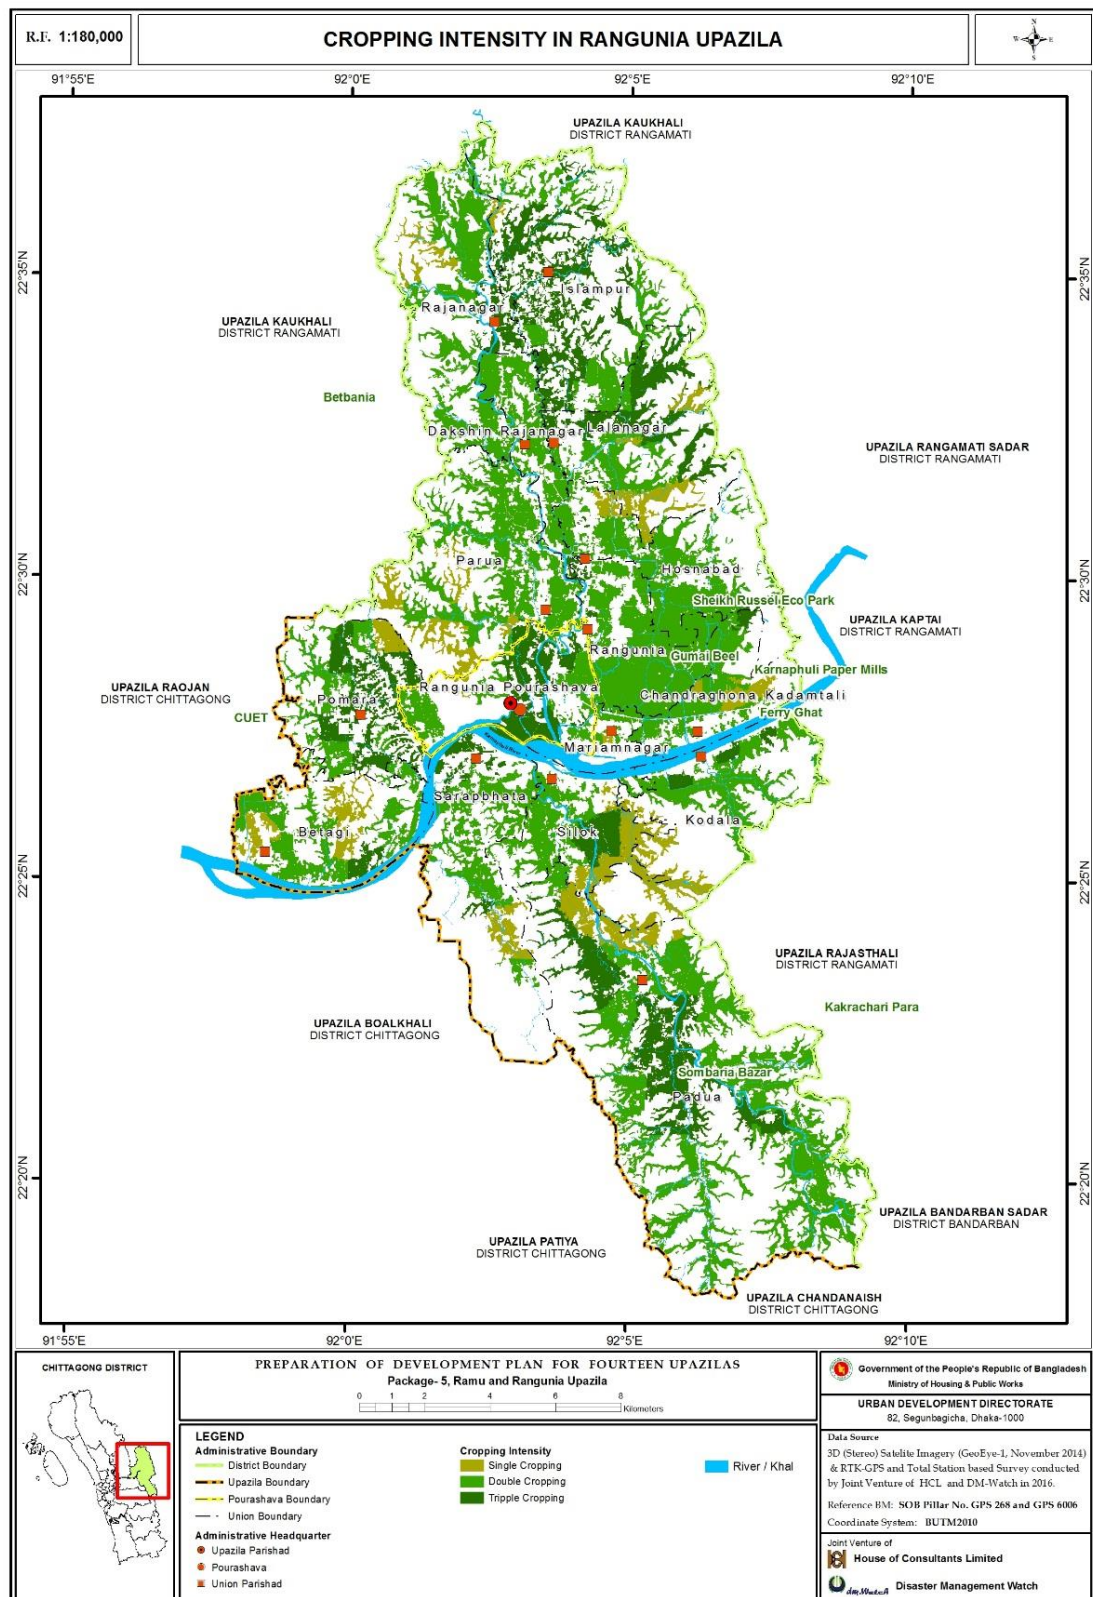 R.F. 1:180,000
CROPPING INTENSITY IN RANGUNIA UPAZILA
N
W
E
S
91°55'E
92°0'E
92°5'E
92°10'E
UPAZILA KAUKHALI
DISTRICT RANGAMATI
22°35'N
22°35'N
Islampur
Rajanagar
UPAZILA KAUKHALI
DISTRICT RANGAMATI
Betbania
Dakshin Rajanagar
Lalanagar
UPAZILA RANGAMATI SADAR
DISTRICT RANGAMATI
Parua
Hosnabad
22°30'N
22°30'N
Sheikh Russel Eco Park
UPAZILA KAPTAI
DISTRICT RANGAMATI
Rangunia
Gumai Beel
Karnaphuli Paper Mills
UPAZILA RAOJAN
DISTRICT CHITTAGONG
Pomara
Rangunia Pourashava
Chandraghona Kadamtali
CUET
Ferry Ghat
Karnaphuli River
Mariamnagar
Sarapbhata
Betagi
Silok
Kodala
22°25'N
22°25'N
UPAZILA RAJASTHALI
DISTRICT RANGAMATI
Kakrachari Para
UPAZILA BOALKHALI
DISTRICT CHITTAGONG
Sombaria Bazar
Padua
22°20'N
22°20'N
UPAZILA BANDARBAN SADAR
DISTRICT BANDARBAN
UPAZILA PATIYA
DISTRICT CHITTAGONG
UPAZILA CHANDANAISH
DISTRICT CHITTAGONG
91°55'E
92°0'E
92°5'E
92°10'E
CHITTAGONG DISTRICT
PREPARATION OF DEVELOPMENT PLAN FOR FOURTEEN UPAZILAS
Package- 5, Ramu and Rangunia Upazila
0 1 2 4 6 8
Kilometers
LEGEND
Administrative Boundary
District Boundary
Upazila Boundary
Pourashava Boundary
Union Boundary
Administrative Headquarter
Upazila Parishad
Pourashava
Union Parishad
Cropping Intensity
Single Cropping
Double Cropping
Tripple Cropping
River / Khal
Government of the People's Republic of Bangladesh
Ministry of Housing & Public Works
URBAN DEVELOPMENT DIRECTORATE
82, Segunbagicha, Dhaka-1000
Data Source
3D (Stereo) Satelite Imagery (GeoEye-1, November 2014)
& RTK-GPS and Total Station based Survey conducted
by Joint Venture of HCL and DM-Watch in 2016.
Reference BM: SOB Pillar No. GPS 268 and GPS 6006
Coordinate System: BUTM2010
Joint Venture of
House of Consultants Limited
dm.WatcH
Disaster Management Watch